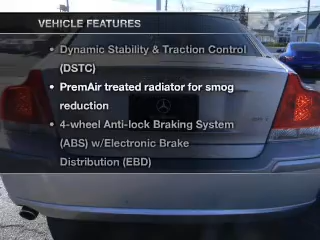 VEHICLE FEATURES
• Dynamic Stability & Traction Control
(DSTC)
• PremAir treated radiator for smog
reduction
• 4-wheel Anti-lock Braking System
(ABS) w/Electronic Brake
Distribution (EBD)